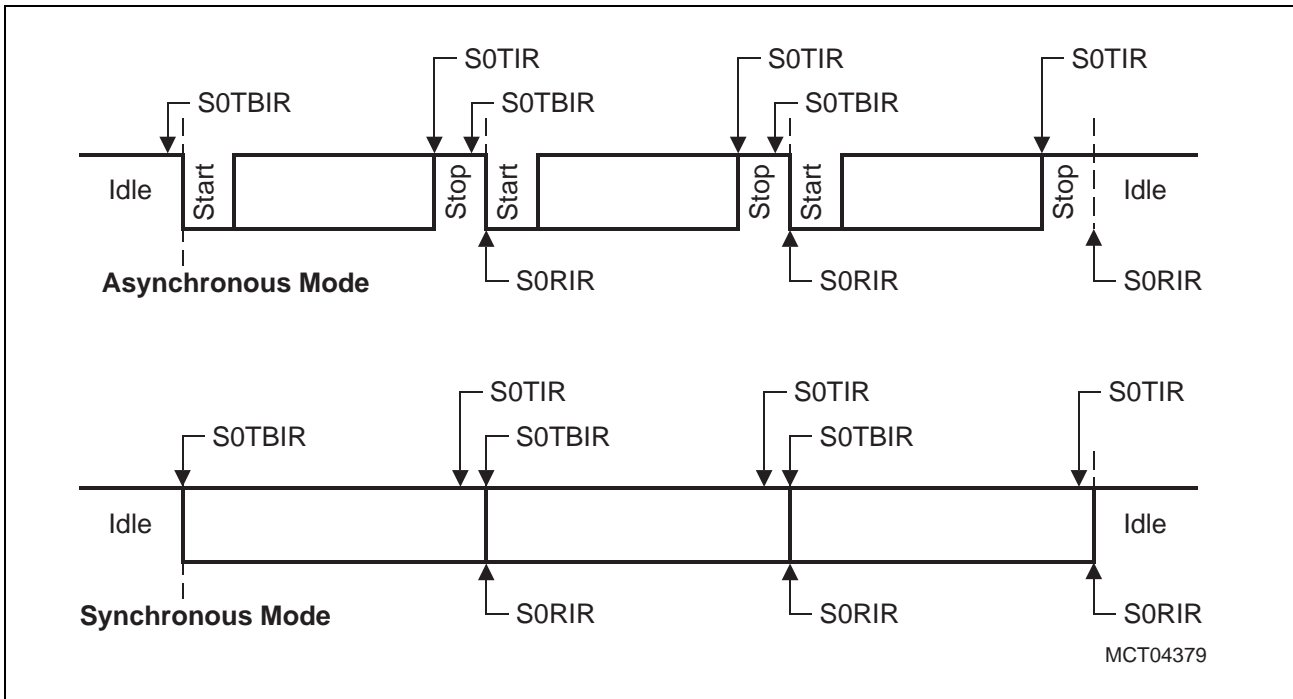 S0TIR S0TIR S0TIR
S0TBIR S0TBIR S0TBIR
Idle Start Stop Start Stop Start Stop Idle
Asynchronous Mode
S0RIR S0RIR S0RIR
S0TIR S0TIR S0TIR
S0TBIR S0TBIR S0TBIR
Idle Idle
Synchronous Mode
S0RIR S0RIR S0RIR
MCT04379